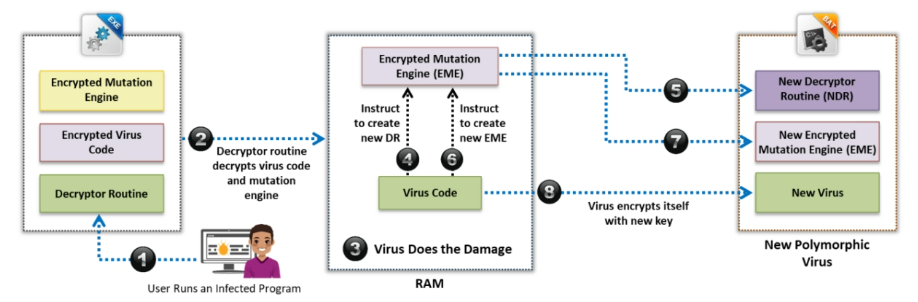 EXE
Encrypted Mutation
Engine
Encrypted Virus
Code
Decryptor Routine
1
User Runs an Infected Program
2
Decryptor routine
decrypts virus code
and mutation
engine
Encrypted Mutation
Engine (EME)
Instruct
to create
new DR
4
Instruct
to create
new EME
6
Virus Code
3 Virus Does the Damage
RAM
5
7
8
Virus encrypts itself
with new key
BAT
New Decryptor
Routine (NDR)
New Encrypted
Mutation Engine (EME)
New Virus
New Polymorphic
Virus